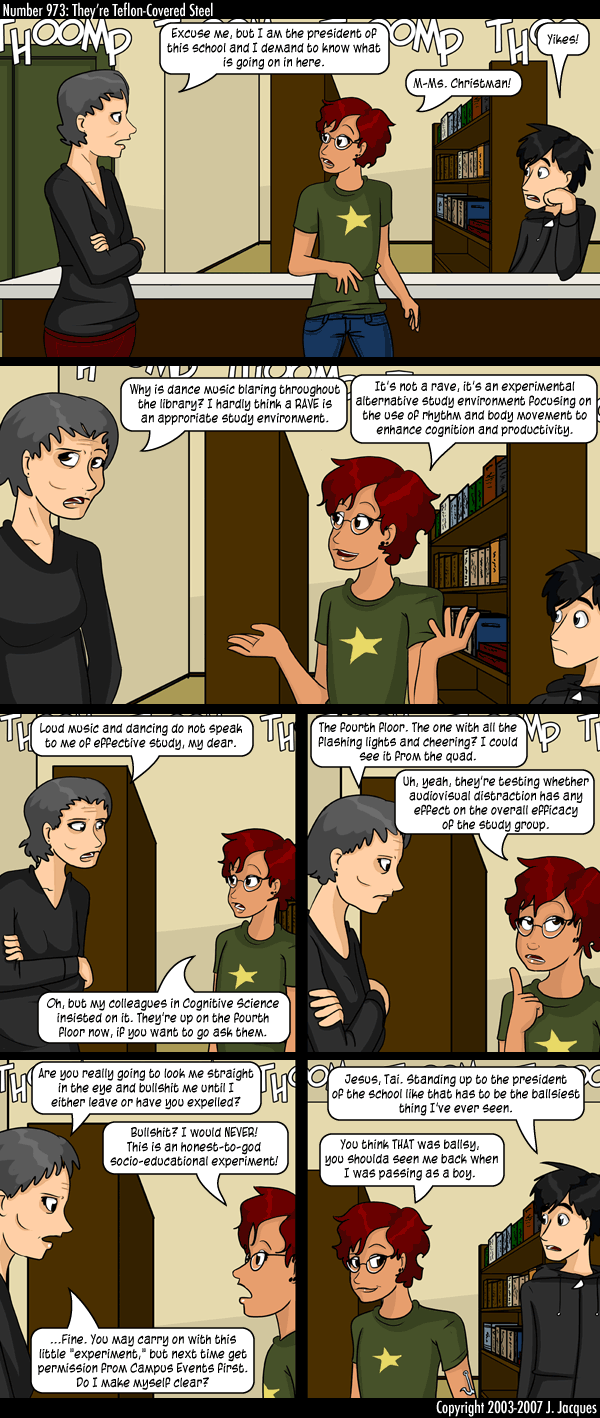 Number 973: They're Teflon-Covered Steel
THOOMP
THOOMP
THOOMP
THO
Excuse me, but I am the president of
this school and I demand to know what
is going on in here.
M-Ms. Christman!
Yikes!
Why is dance music blaring throughout
the library? I hardly think a RAVE is
an approriate study environment.
It's not a rave, it's an experimental
alternative study environment focusing on
the use of rhythm and body movement to
enhance cognition and productivity.
Loud music and dancing do not speak
to me of effective study, my dear.
Oh, but my colleagues in Cognitive Science
insisted on it. They're up on the fourth
floor now, if you want to go ask them.
The fourth floor. The one with all the
flashing lights and cheering? I could
see it from the quad.
Uh, yeah, they're testing whether
audiovisual distraction has any
effect on the overall efficacy
of the study group.
Are you really going to look me straight
in the eye and bullshit me until I
either leave or have you expelled?
Bullshit? I would NEVER!
This is an honest-to-god
socio-educational experiment!
...Fine. You may carry on with this
little "experiment," but next time get
permission from Campus Events first.
Do I make myself clear?
Jesus, Tai. Standing up to the president
of the school like that has to be the ballsiest
thing I've ever seen.
You think THAT was ballsy,
you shoulda seen me back when
I was passing as a boy.
Copyright 2003-2007 J. Jacques